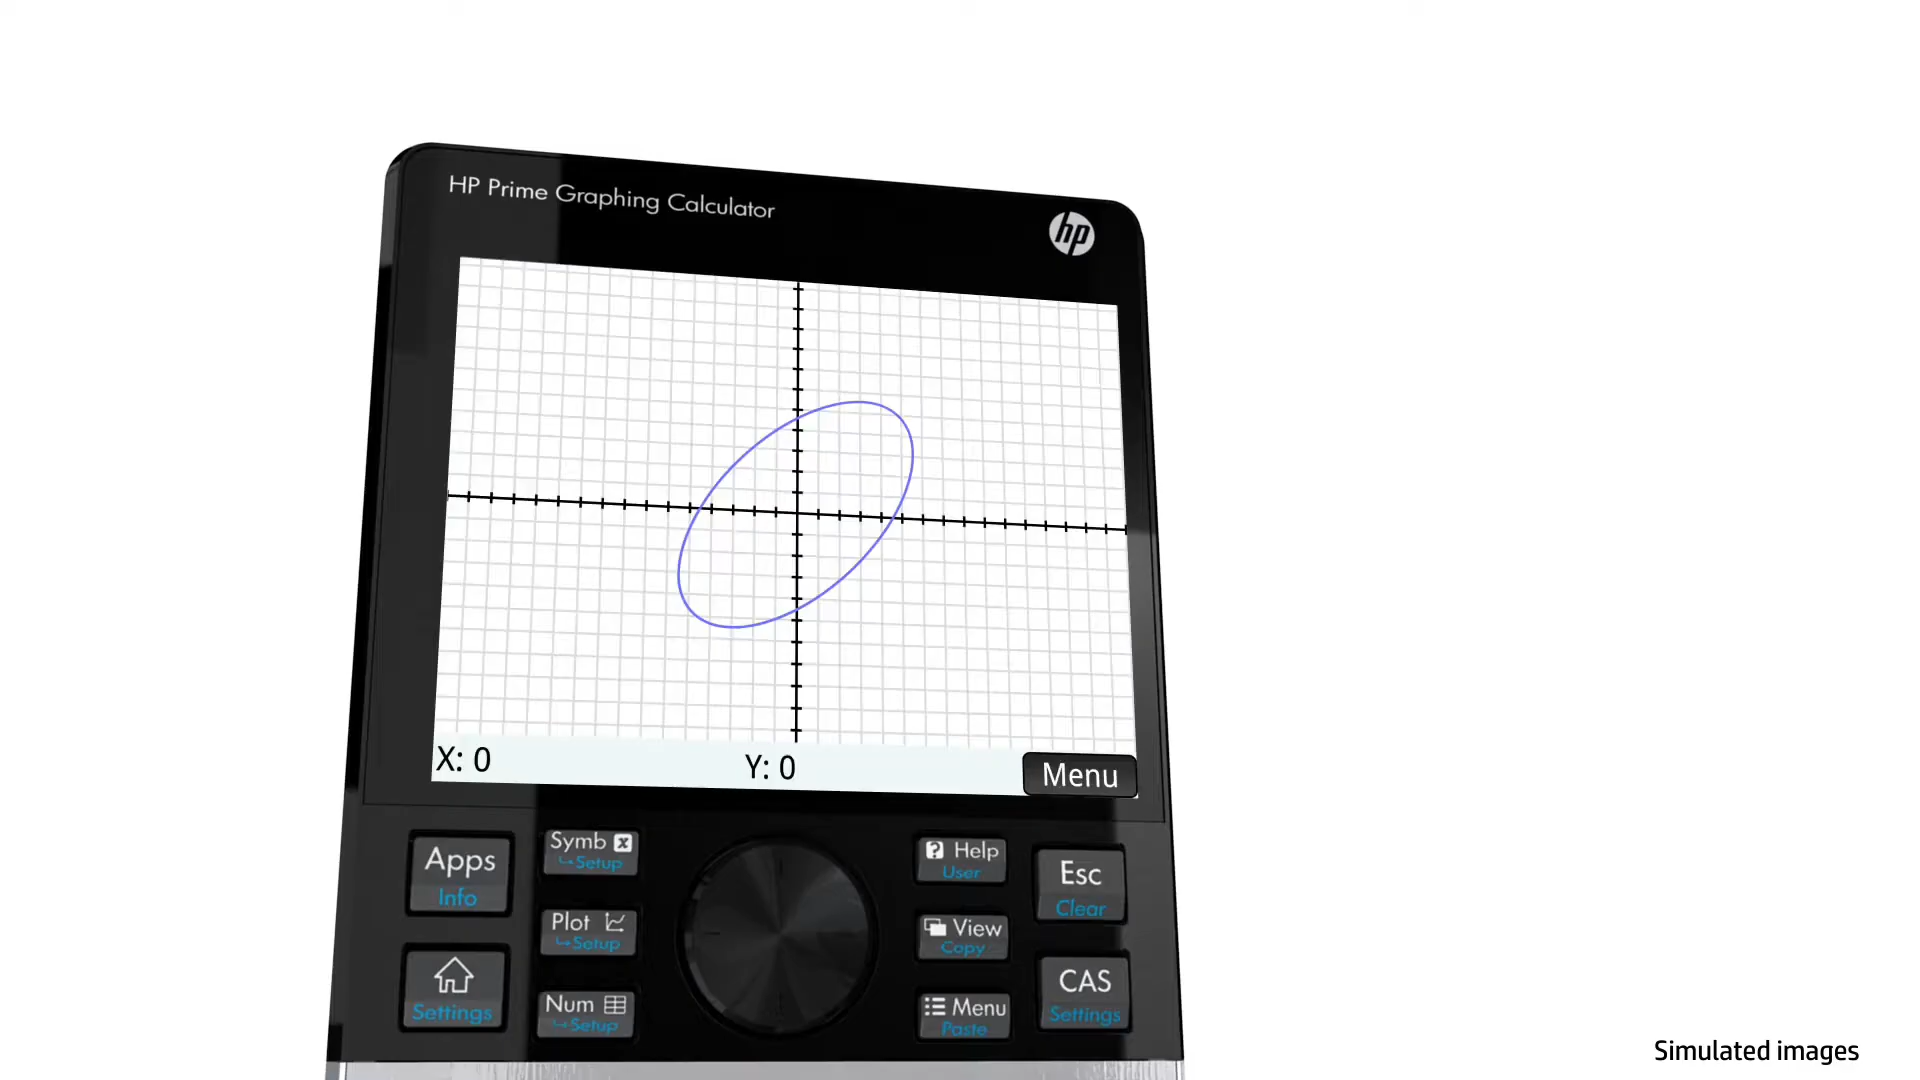 HP Prime Graphing Calculator
hp
X: 0
Y: 0
Menu
Apps
Info
Symb x
Setup
Plot
Setup
Num
Setup
Settings
? Help
User
View
Copy
Menu
Paste
Esc
Clear
CAS
Settings
Simulated images